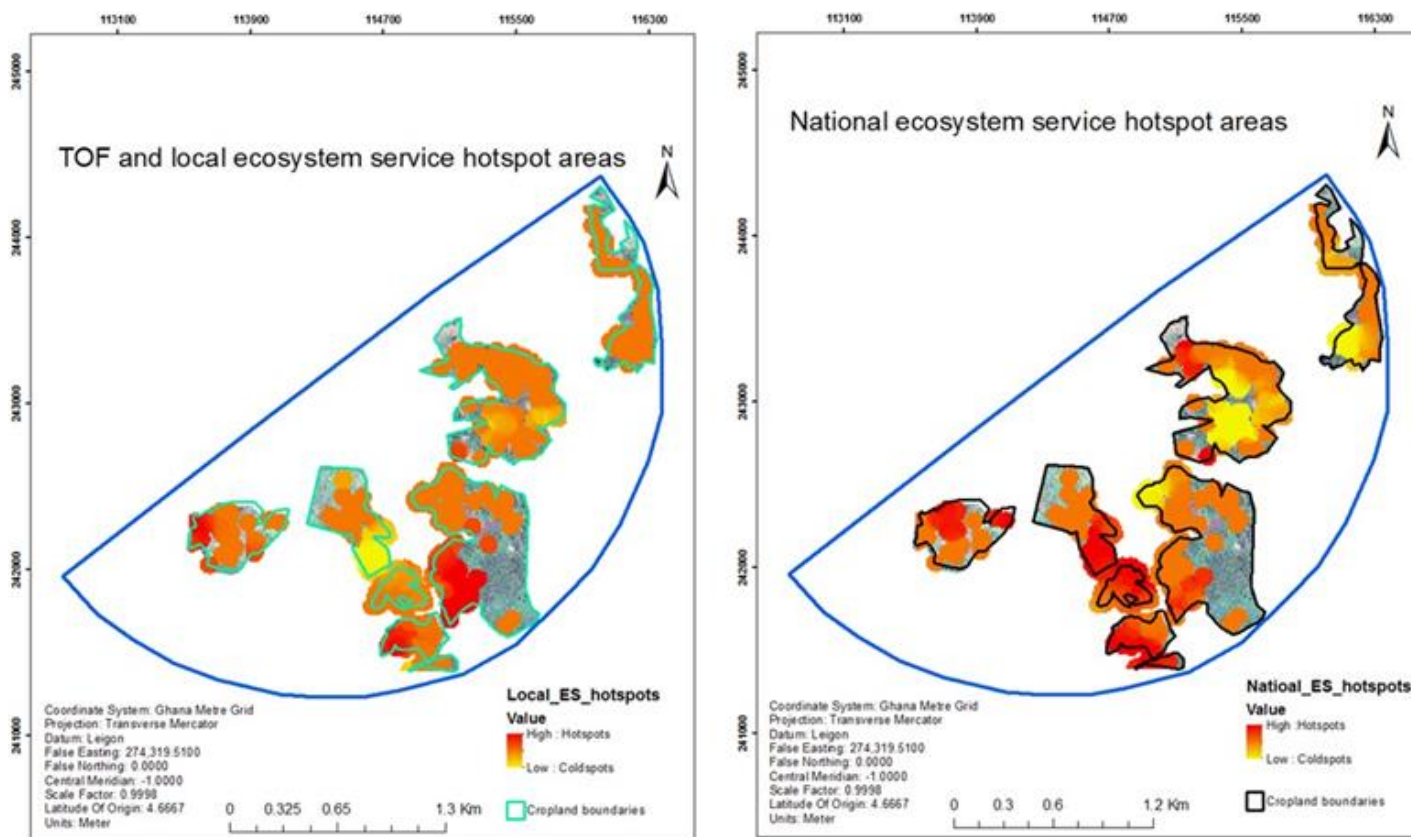 113100 113900 114700 115500 116300
245000
244000
243000
242000
241000
TOF and local ecosystem service hotspot areas
N
Coordinate System: Ghana Metre Grid
Projection: Transverse Mercator
Datum: Leigon
False Easting: 274,319.5100
False Northing: 0.0000
Central Meridian: -1.0000
Scale Factor: 0.9998
Latitude Of Origin: 4.6667
Units: Meter
0 0.325 0.65 1.3 Km
Local_ES_hotspots
Value
High : Hotspots
Low : Coldspots
Cropland boundaries
113100 113900 114700 115500 116300
245000
244000
243000
242000
241000
National ecosystem service hotspot areas
N
Coordinate System: Ghana Metre Grid
Projection: Transverse Mercator
Datum: Leigon
False Easting: 274,319.5100
False Northing: 0.0000
Central Meridian: -1.0000
Scale Factor: 0.9998
Latitude Of Origin: 4.6667
Units: Meter
0 0.3 0.6 1.2 Km
Natioal_ES_hotspots
Value
High :Hotspots
Low : Coldspots
Cropland boundaries